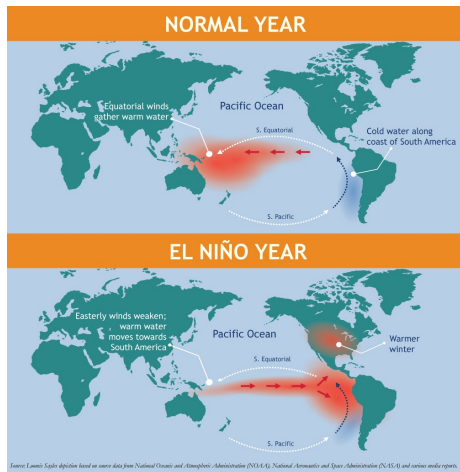 NORMAL YEAR
Equatorial winds
gather warm water
Pacific Ocean
S. Equatorial
Cold water along
coast of South America
S. Pacific
EL NIÑO YEAR
Easterly winds weaken;
warm water
moves towards
South America
Pacific Ocean
S. Equatorial
Warmer
winter
S. Pacific
Source: Loomis Sayles depiction based on source data from National Oceanic and Atmospheric Administration (NOAA), National Aeronautics and Space Administration (NASA) and various media reports.